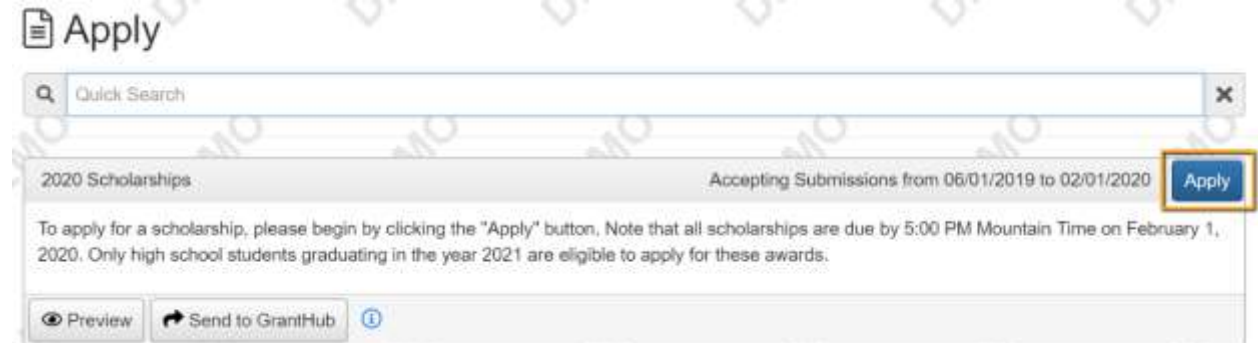 Apply
Quick Search
2020 Scholarships Accepting Submissions from 06/01/2019 to 02/01/2020 Apply
To apply for a scholarship, please begin by clicking the "Apply" button. Note that all scholarships are due by 5:00 PM Mountain Time on February 1,
2020. Only high school students graduating in the year 2021 are eligible to apply for these awards.
Preview Send to GrantHub